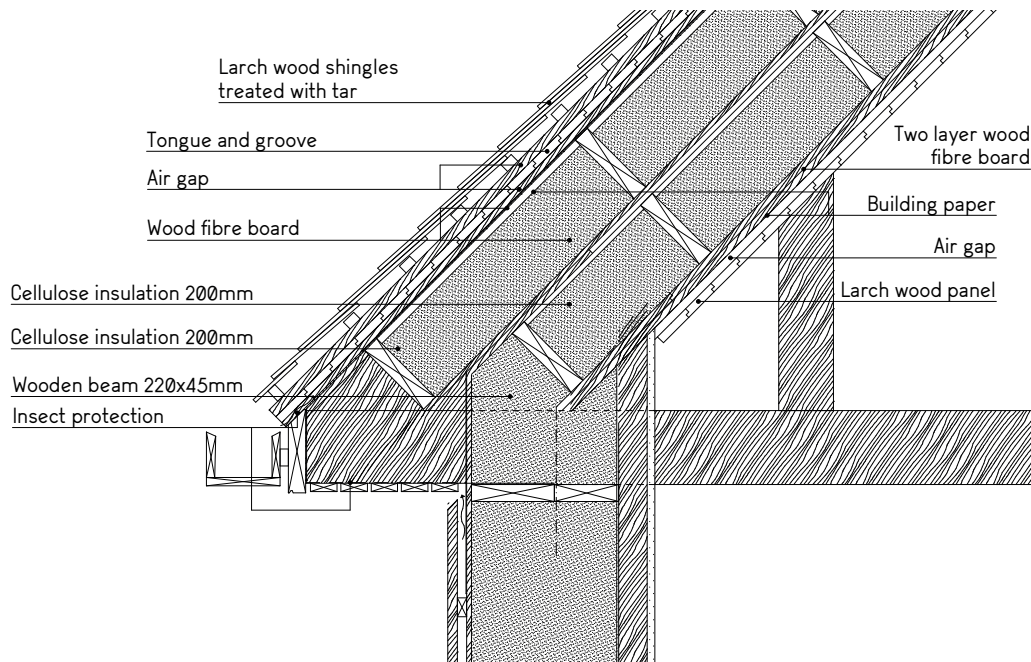 Larch wood shingles
treated with tar
Tongue and groove
Air gap
Wood fibre board
Cellulose insulation 200mm
Cellulose insulation 200mm
Wooden beam 220x45mm
Insect protection
Two layer wood
fibre board
Building paper
Air gap
Larch wood panel